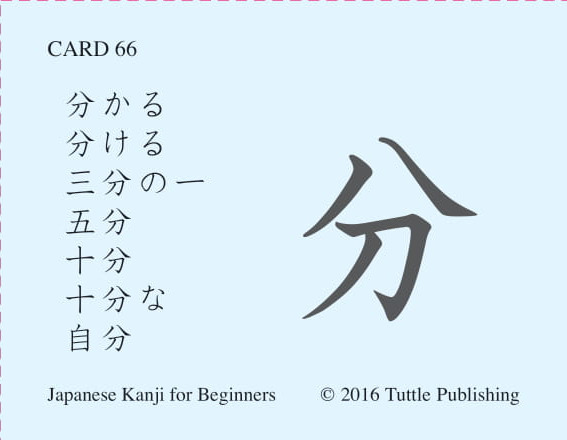 CARD 66
分かる
分ける
三分の一
五分
十分
十分な
自分
分
Japanese Kanji for Beginners © 2016 Tuttle Publishing